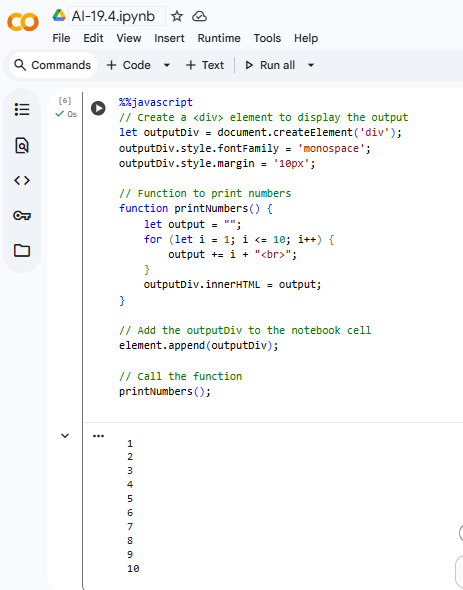 AI-19.4.ipynb
File Edit View Insert Runtime Tools Help
Commands + Code + Text Run all
[6]
0s
%%javascript
// Create a <div> element to display the output
let outputDiv = document.createElement('div');
outputDiv.style.fontFamily = 'monospace';
outputDiv.style.margin = '10px';
// Function to print numbers
function printNumbers() {
    let output = "";
    for (let i = 1; i <= 10; i++) {
        output += i + "<br>";
    }
    outputDiv.innerHTML = output;
}
// Add the outputDiv to the notebook cell
element.append(outputDiv);
// Call the function
printNumbers();
1
2
3
4
5
6
7
8
9
10